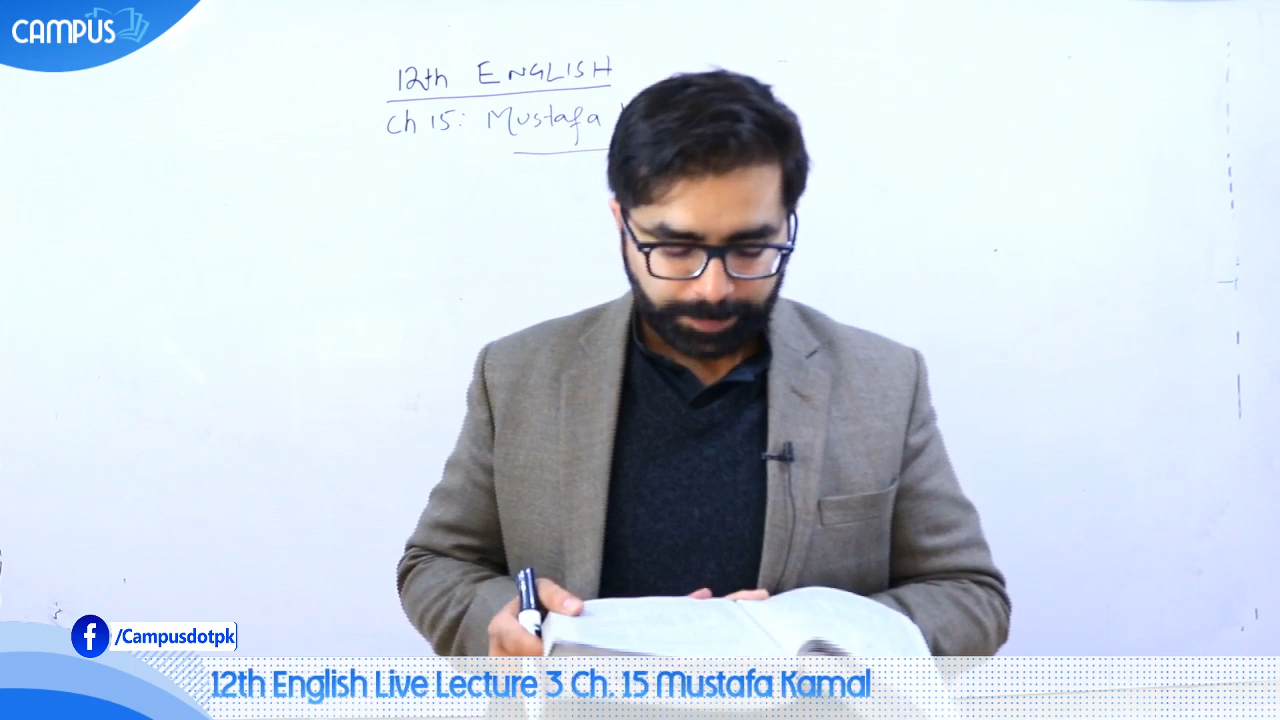 CAMPUS
12th ENGLISH
Ch 15: Mustafa
/Campusdotpk
12th English Live Lecture 3 Ch. 15 Mustafa Kamal